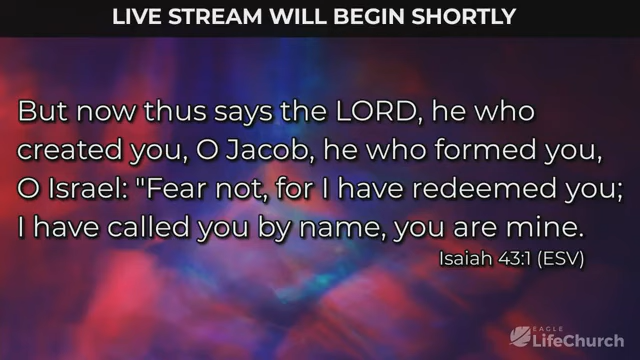 LIVE STREAM WILL BEGIN SHORTLY
But now thus says the LORD, he who
created you, O Jacob, he who formed you,
O Israel: "Fear not, for I have redeemed you;
I have called you by name, you are mine.
Isaiah 43:1 (ESV)
EAGLE
LifeChurch